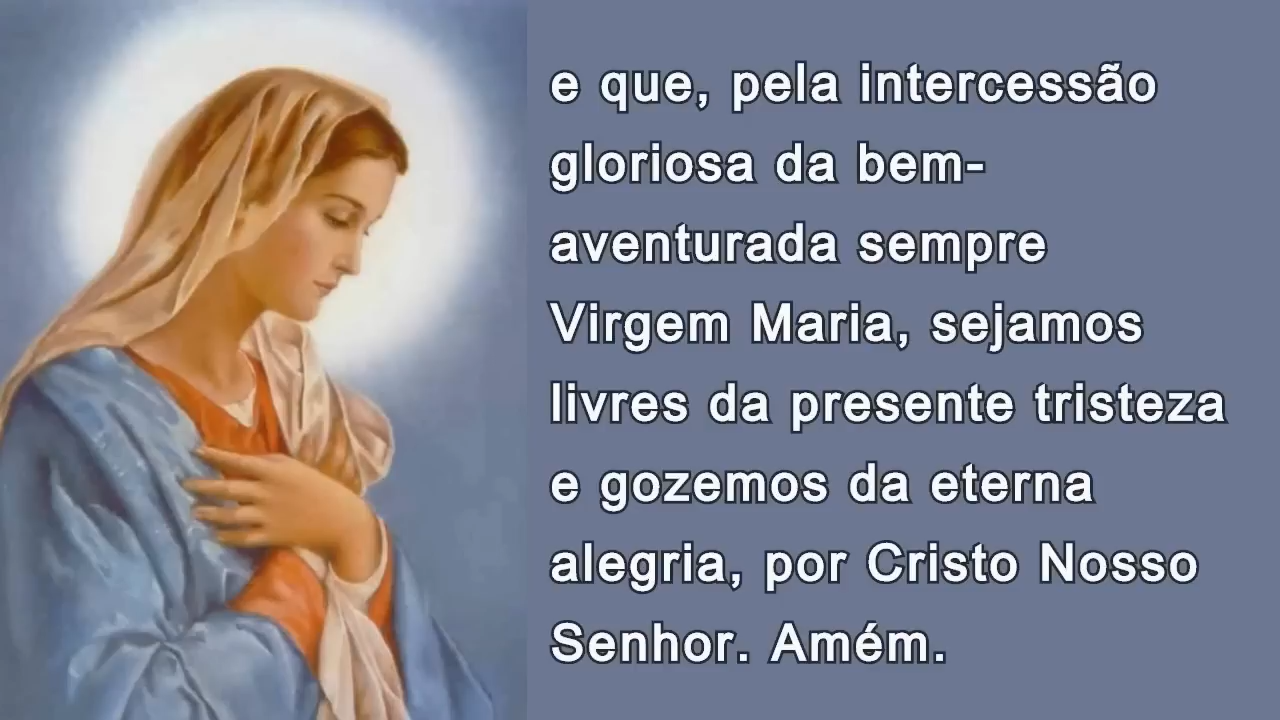 e que, pela intercessão
gloriosa da bem-
aventurada sempre
Virgem Maria, sejamos
livres da presente tristeza
e gozemos da eterna
alegria, por Cristo Nosso
Senhor. Amém.